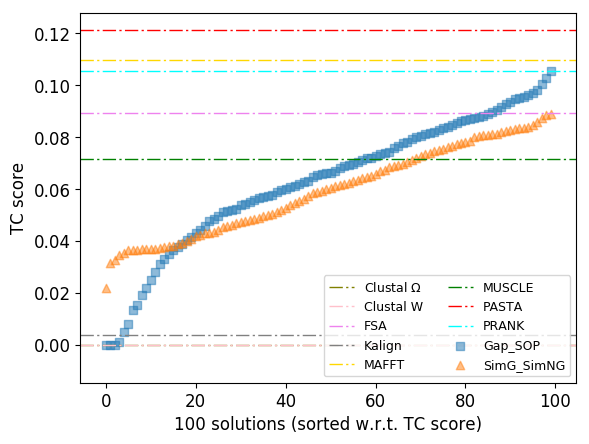 0.12
0.10
0.08
0.06
0.04
0.02
0.00
TC score
0 20 40 60 80 100
100 solutions (sorted w.r.t. TC score)
Clustal Ω
Clustal W
FSA
Kalign
MAFFT
MUSCLE
PASTA
PRANK
Gap_SOP
SimG_SimNG